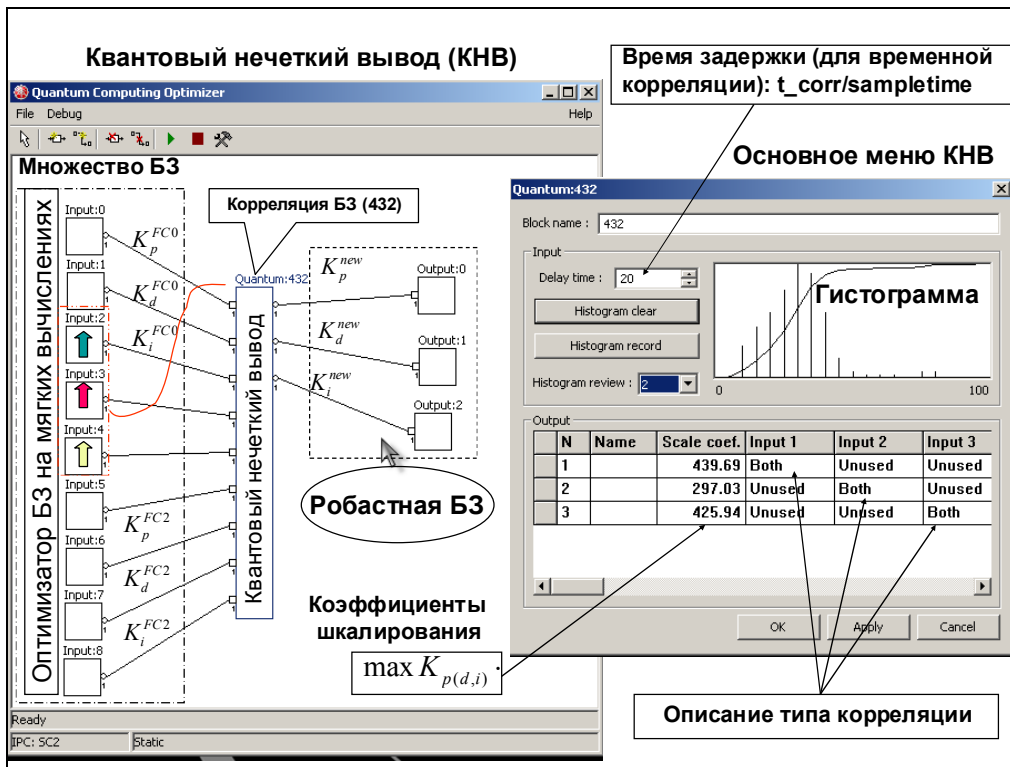 Квантовый нечеткий вывод (КНВ)
Время задержки (для временной
корреляции): t_corr/sampletime
Quantum Computing Optimizer
File Debug Help
Множество БЗ
Оптимизатор БЗ на мягких вычислениях
Input:0
Input:1
Input:2
Input:3
Input:4
Input:5
Input:6
Input:7
Input:8
K_p^{FC0}
K_d^{FC0}
K_i^{FC0}
K_p^{FC2}
K_d^{FC2}
K_i^{FC2}
Корреляция БЗ (432)
Quantum:432
Квантовый нечеткий вывод
K_p^{new}
K_d^{new}
K_i^{new}
Output:0
Output:1
Output:2
Робастная БЗ
Коэффициенты
шкалирования
max K_{p(d,i)}.
Ready
IPC: SC2 Static
Основное меню КНВ
Quantum:432
Block name : 432
Input
Delay time : 20
Histogram clear
Histogram record
Histogram review : 2
Гистограмма
0 100
Output
N Name Scale coef. Input 1 Input 2 Input 3
1 439.69 Both Unused Unused
2 297.03 Unused Both Unused
3 425.94 Unused Unused Both
OK Apply Cancel
Описание типа корреляции